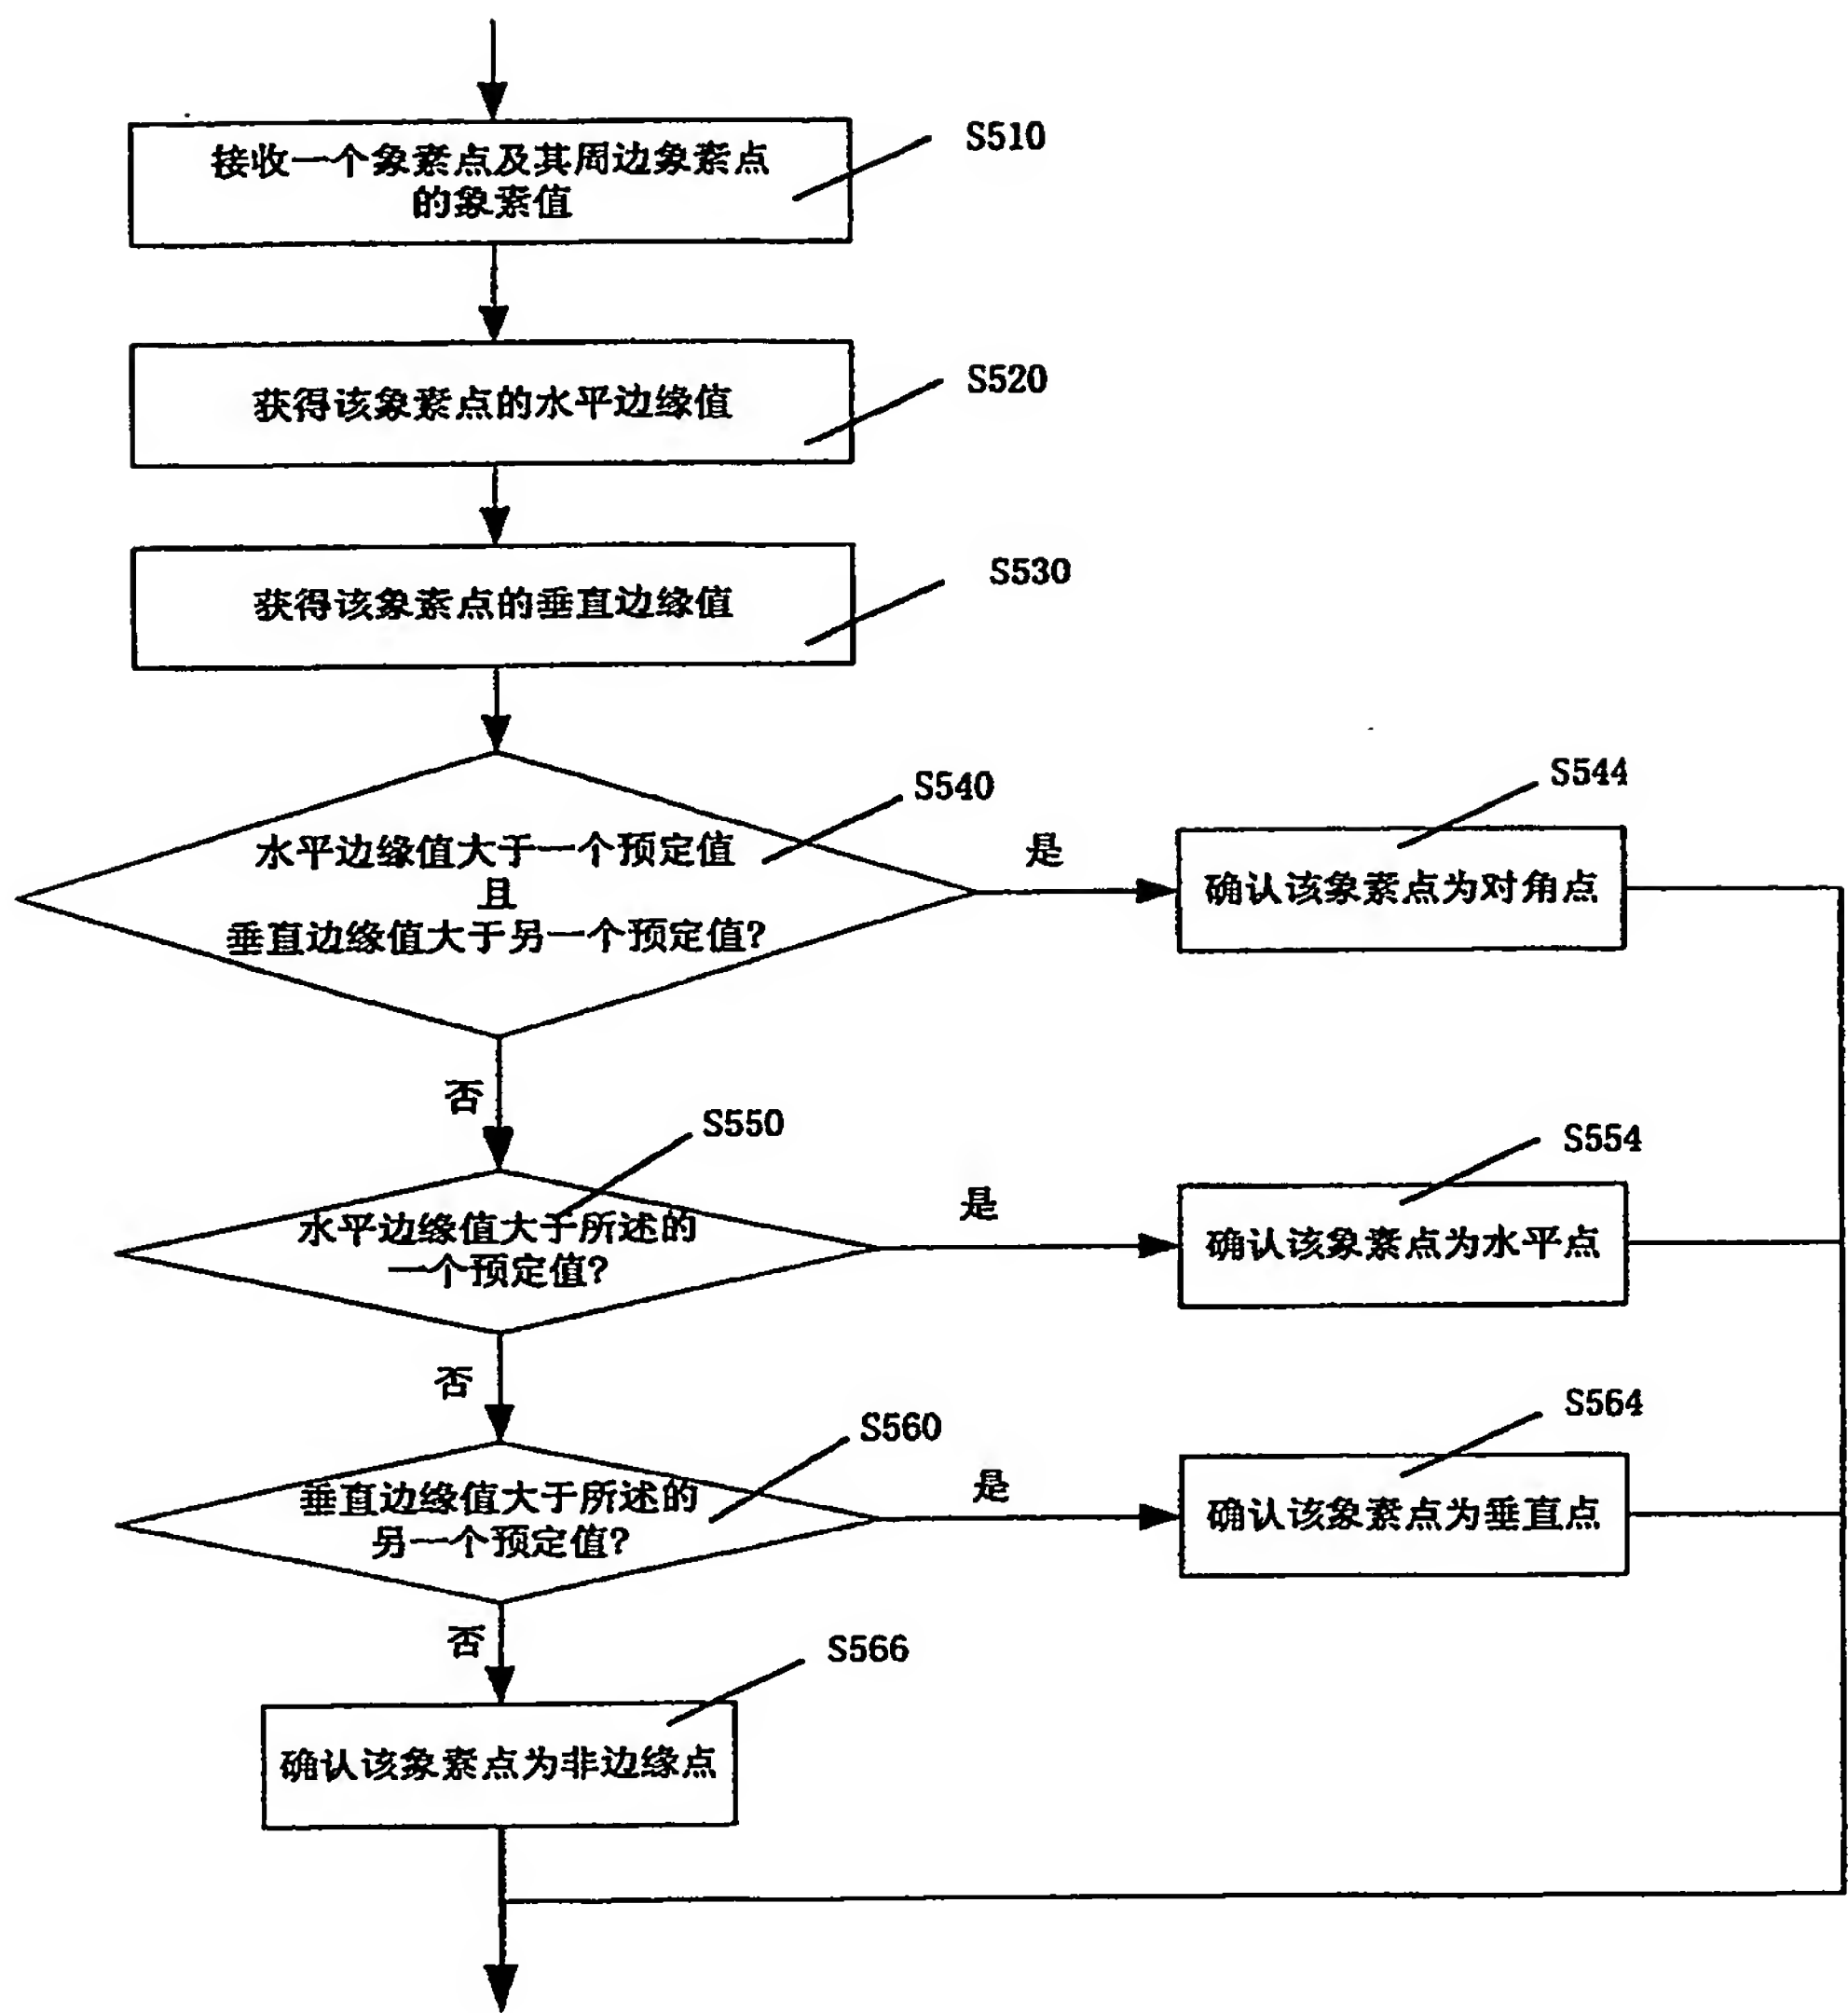 S510
接收一个象素点及其周边象素点
的象素值
S520
获得该象素点的水平边缘值
S530
获得该象素点的垂直边缘值
S540
水平边缘值大于一个预定值
且
垂直边缘值大于另一个预定值?
是
S544
确认该象素点为对角点
否
S550
水平边缘值大于所述的
一个预定值?
是
S554
确认该象素点为水平点
否
S560
垂直边缘值大于所述的
另一个预定值?
是
S564
确认该象素点为垂直点
否
S566
确认该象素点为非边缘点